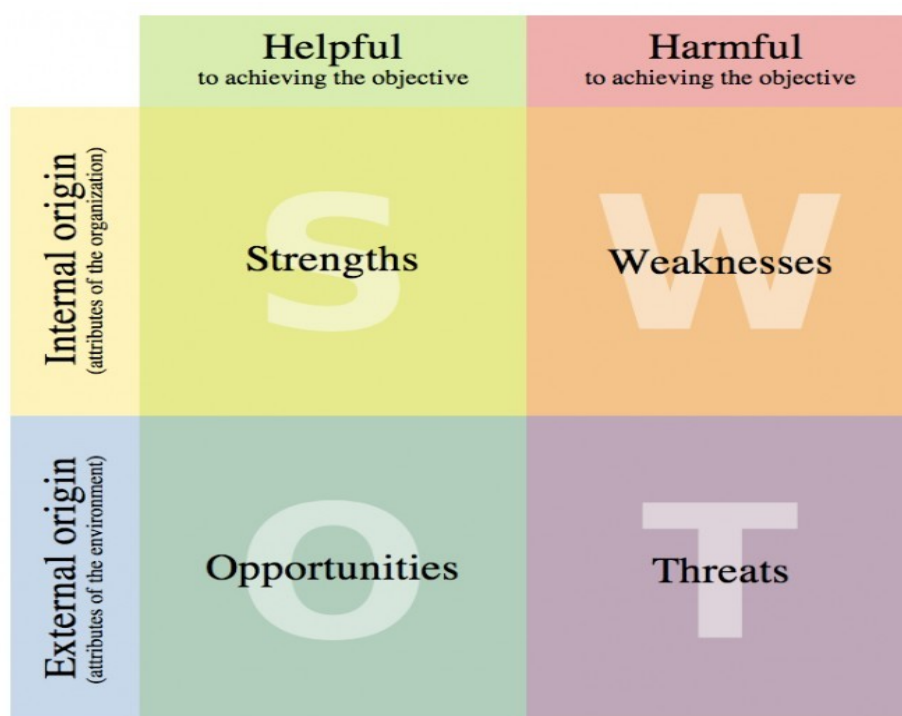 Helpful
to achieving the objective
Harmful
to achieving the objective
Internal origin
(attributes of the organization)
S
Strengths
W
Weaknesses
External origin
(attributes of the environment)
O
Opportunities
T
Threats